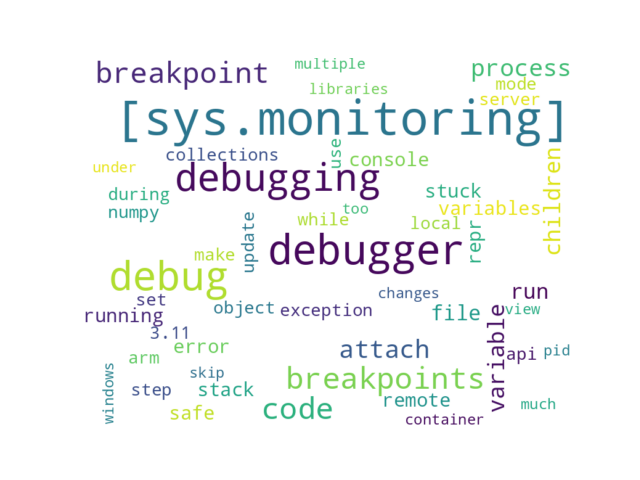 multiple
breakpoint
process
libraries
mode
server
[sys.monitoring]
use
collections
console
under
debugging
children
during
stuck
numpy
variables
too
while
local
update
repr
make
debugger
debug
set
object
exception
changes
run
running
file
view
3.11
variable
error
attach
api
pid
arm
windows
skip
breakpoints
step
stack
remote
much
safe
code
container